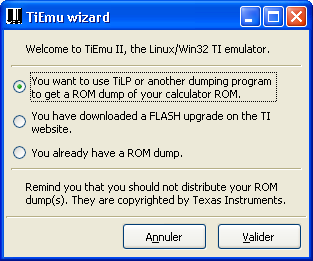 TiEmu wizard
Welcome to TiEmu II, the Linux/Win32 TI emulator.
You want to use TiLP or another dumping program
to get a ROM dump of your calculator ROM.
You have downloaded a FLASH upgrade on the TI
website.
You already have a ROM dump.
Remind you that you should not distribute your ROM
dump(s). They are copyrighted by Texas Instruments.
Annuler
Valider